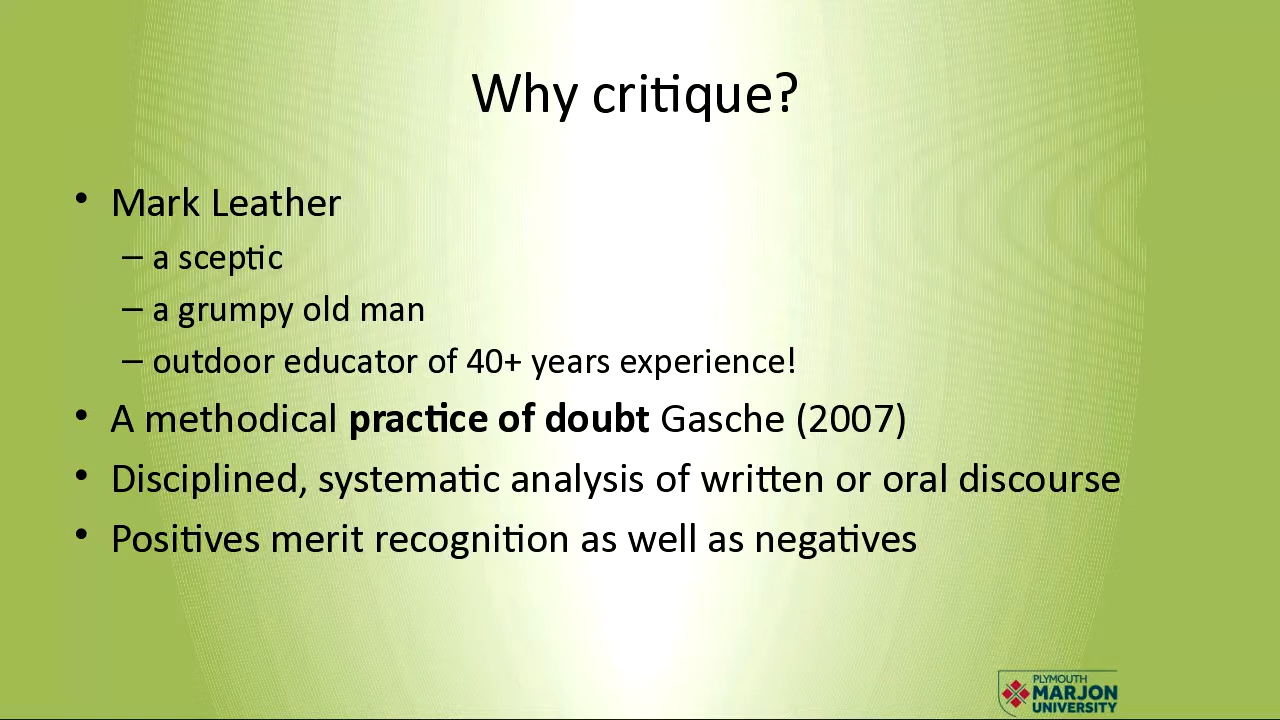 Why critique?
• Mark Leather
– a sceptic
– a grumpy old man
– outdoor educator of 40+ years experience!
• A methodical practice of doubt Gasche (2007)
• Disciplined, systematic analysis of written or oral discourse
• Positives merit recognition as well as negatives
PLYMOUTH
MARJON
UNIVERSITY